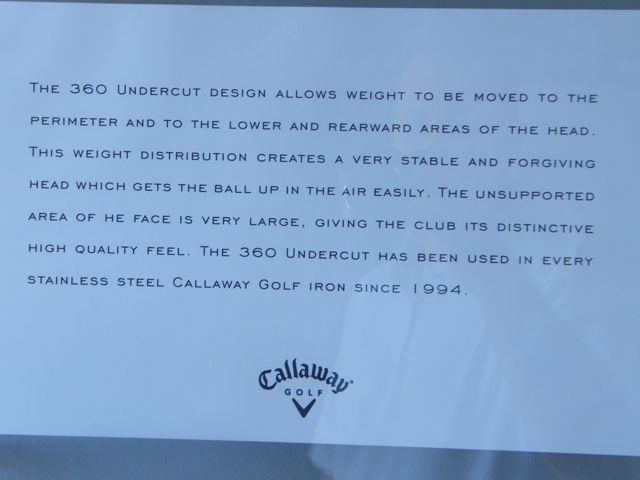 The 360 Undercut design allows weight to be moved to the
perimeter and to the lower and rearward areas of the head.
This weight distribution creates a very stable and forgiving
head which gets the ball up in the air easily. The unsupported
area of he face is very large, giving the club its distinctive
high quality feel. The 360 Undercut has been used in every
stainless steel Callaway Golf iron since 1994.
Callaway®
GOLF